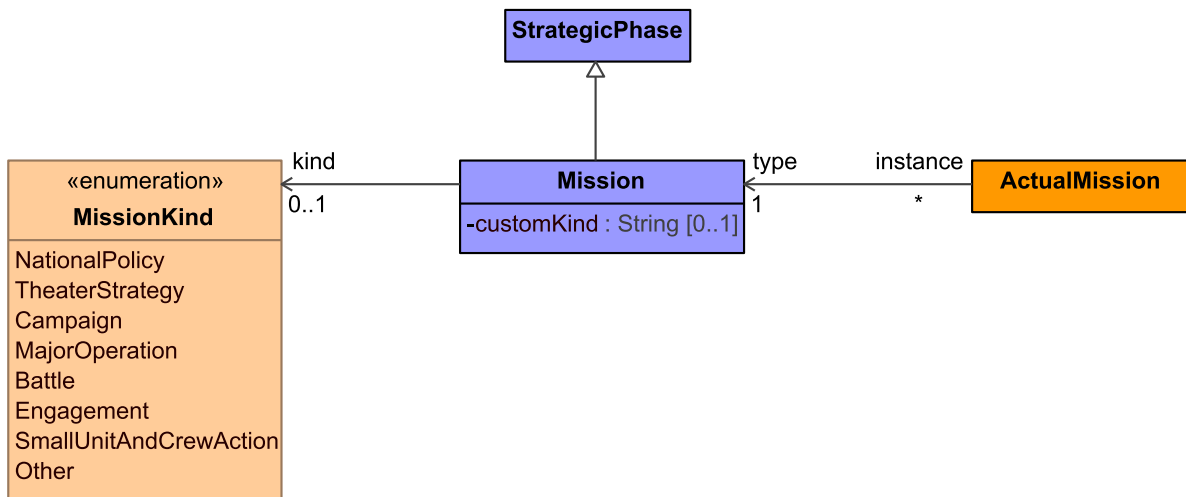 StrategicPhase
kind
type
instance
«enumeration»
MissionKind
Mission
ActualMission
0..1
1
*
-customKind : String [0..1]
NationalPolicy
TheaterStrategy
Campaign
MajorOperation
Battle
Engagement
SmallUnitAndCrewAction
Other